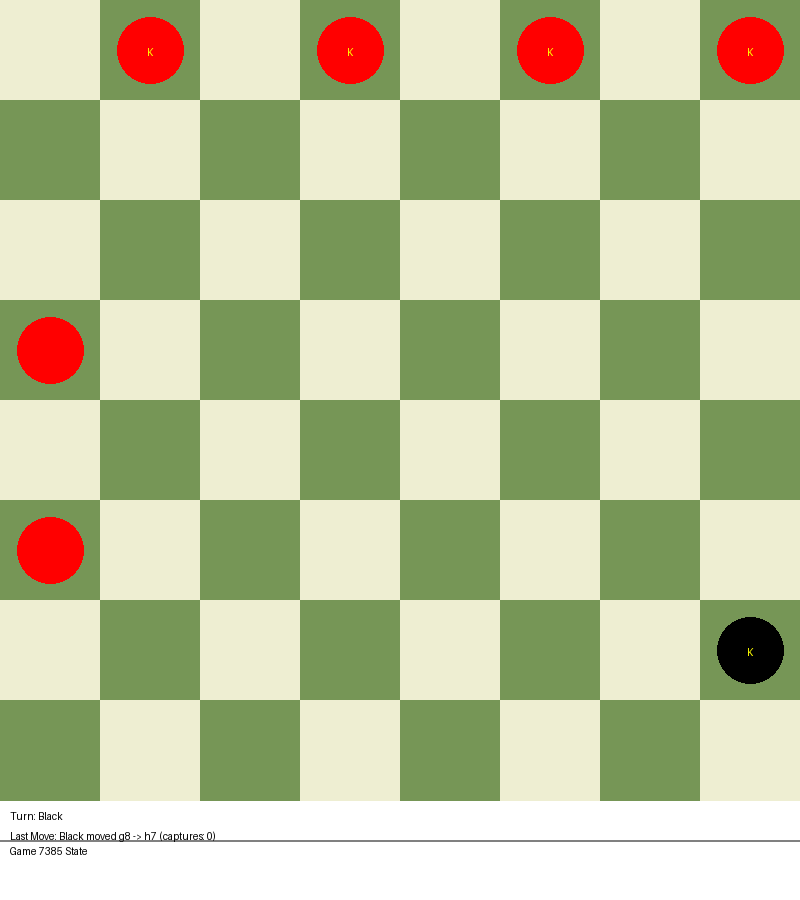 K K K K
K
Turn: Black
Last Move: Black moved g8 -> h7 (captures: 0)
Game 7385 State